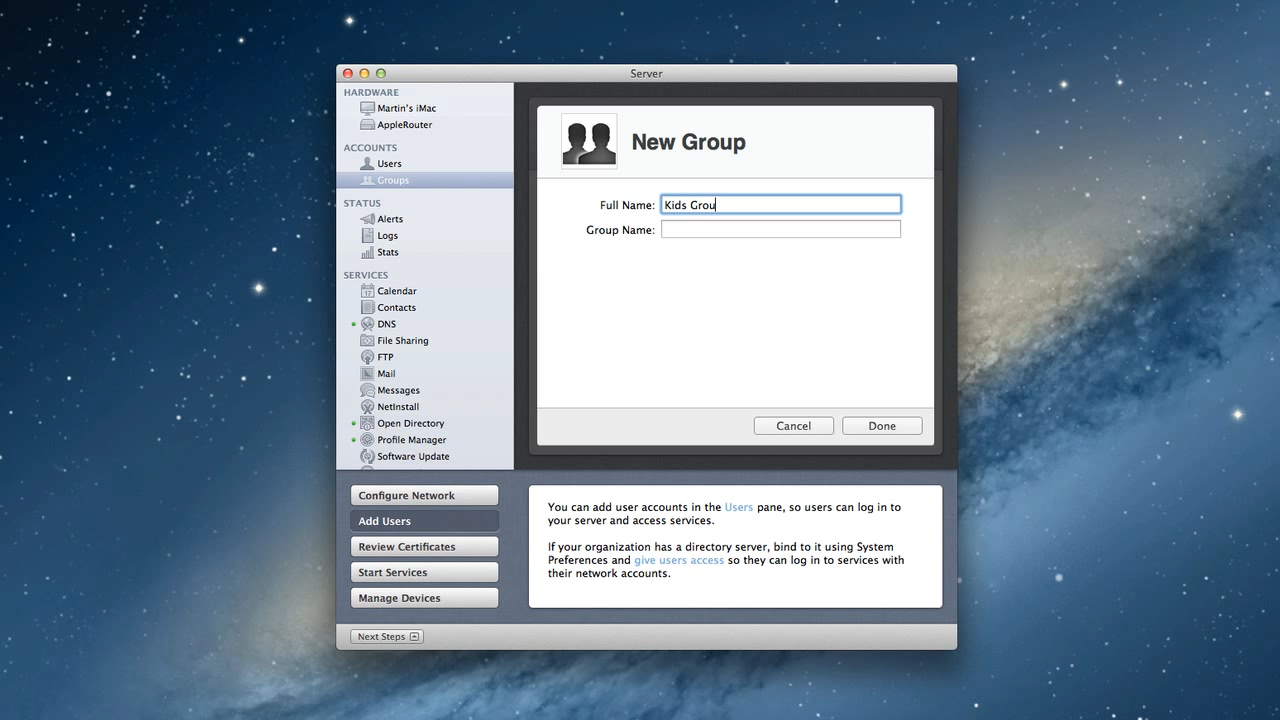 Server
HARDWARE
Martin's iMac
AppleRouter
ACCOUNTS
Users
Groups
STATUS
Alerts
Logs
Stats
SERVICES
17
Calendar
Contacts
DNS
File Sharing
FTP
Mail
Messages
NetInstall
Open Directory
Profile Manager
Software Update
New Group
Full Name: Kids Grou
Group Name:
Cancel Done
Configure Network
Add Users
Review Certificates
Start Services
Manage Devices
You can add user accounts in the Users pane, so users can log in to
your server and access services.
If your organization has a directory server, bind to it using System
Preferences and give users access so they can log in to services with
their network accounts.
Next Steps